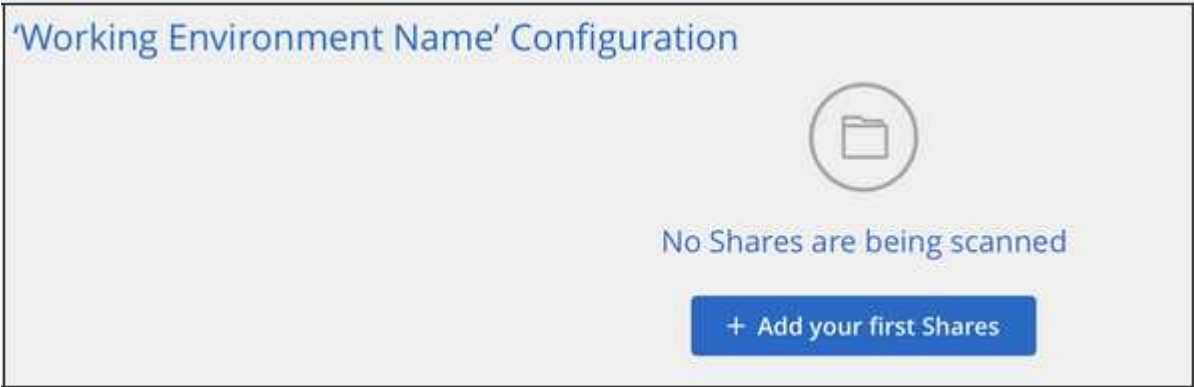 ‘Working Environment Name’ Configuration
No Shares are being scanned
+ Add your first Shares